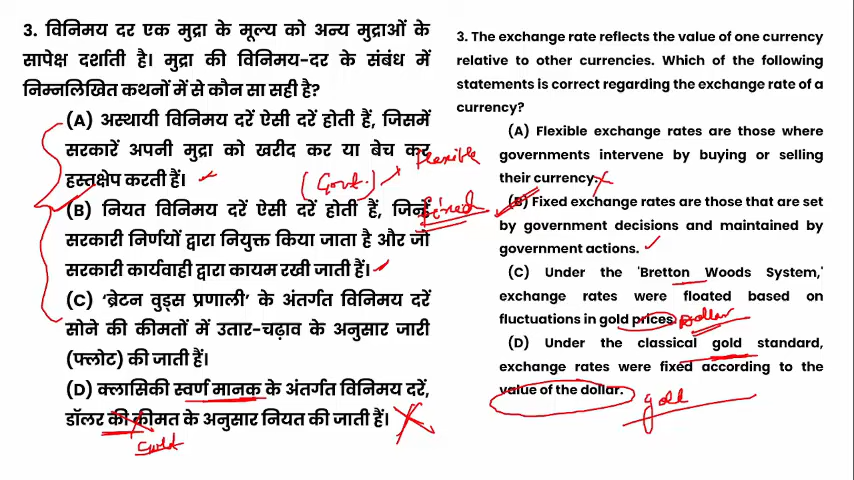 3. विनिमय दर एक मुद्रा के मूल्य को अन्य मुद्राओं के
सापेक्ष दर्शाती है। मुद्रा की विनिमय-दर के संबंध में
निम्नलिखित कथनों में से कौन सा सही है?
(A) अस्थायी विनिमय दरें ऐसी दरें होती हैं, जिसमें
सरकारें अपनी मुद्रा को खरीद कर या बेच कर
हस्तक्षेप करती हैं।
(Govt.)
Flexible
(B) नियत विनिमय दरें ऐसी दरें होती हैं, जिन्हें
fixed
सरकारी निर्णयों द्वारा नियुक्त किया जाता है और जो
सरकारी कार्यवाही द्वारा कायम रखी जाती हैं।
(C) ‘ब्रेटन वुड्स प्रणाली’ के अंतर्गत विनिमय दरें
सोने की कीमतों में उतार-चढ़ाव के अनुसार जारी
(फ्लोट) की जाती हैं।
(D) क्लासिकी स्वर्ण मानक के अंतर्गत विनिमय दरें,
डॉलर की कीमत के अनुसार नियत की जाती हैं।
Gold
3. The exchange rate reflects the value of one currency
relative to other currencies. Which of the following
statements is correct regarding the exchange rate of a
currency?
(A) Flexible exchange rates are those where
governments intervene by buying or selling
their currency.
(B) Fixed exchange rates are those that are set
by government decisions and maintained by
government actions.
(C) Under the 'Bretton Woods System,'
exchange rates were floated based on
fluctuations in gold prices.
Dollar
(D) Under the classical gold standard,
exchange rates were fixed according to the
value of the dollar.
gold